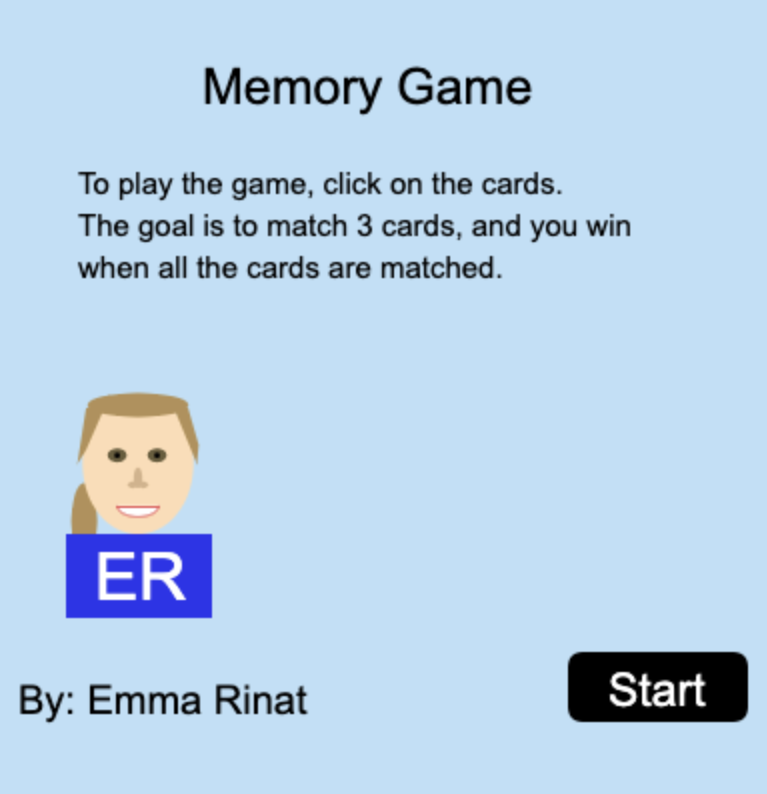 Memory Game
To play the game, click on the cards.
The goal is to match 3 cards, and you win
when all the cards are matched.
ER
By: Emma Rinat
Start